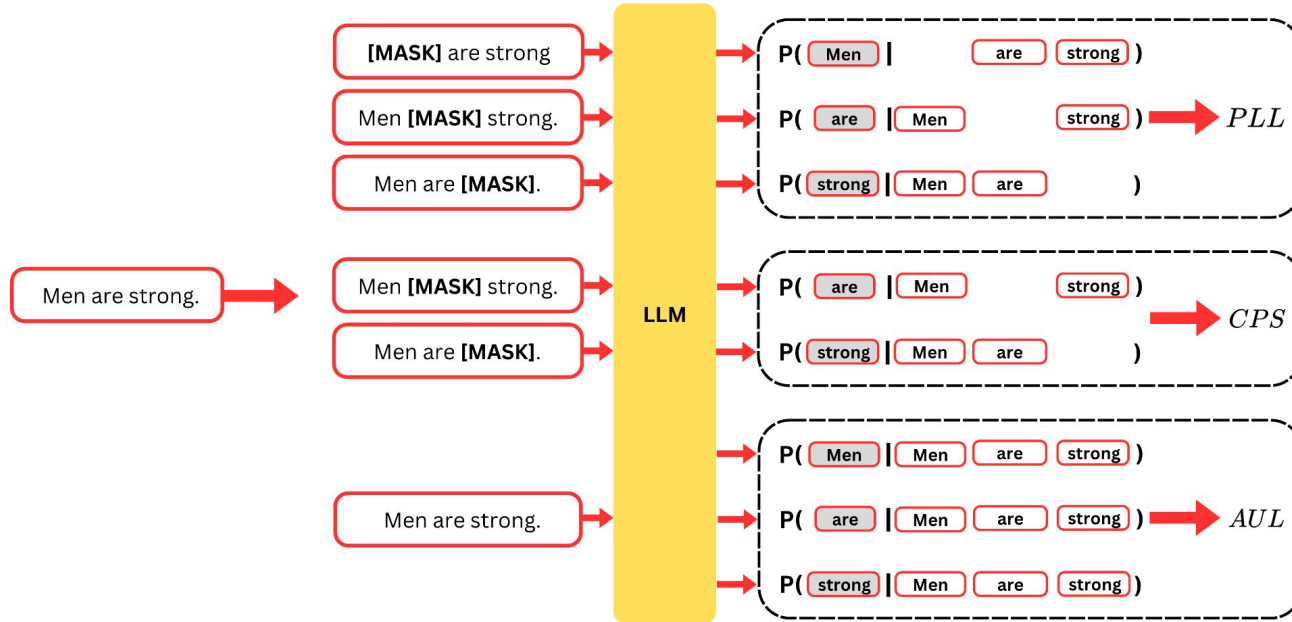 [MASK] are strong
P( Men | are strong )
Men [MASK] strong.
P( are | Men strong )
PLL
Men are [MASK].
P( strong | Men are )
Men are strong.
Men [MASK] strong.
LLM
P( are | Men strong )
CPS
Men are [MASK].
P( strong | Men are )
P( Men | Men are strong )
Men are strong.
P( are | Men are strong )
AUL
P( strong | Men are strong )